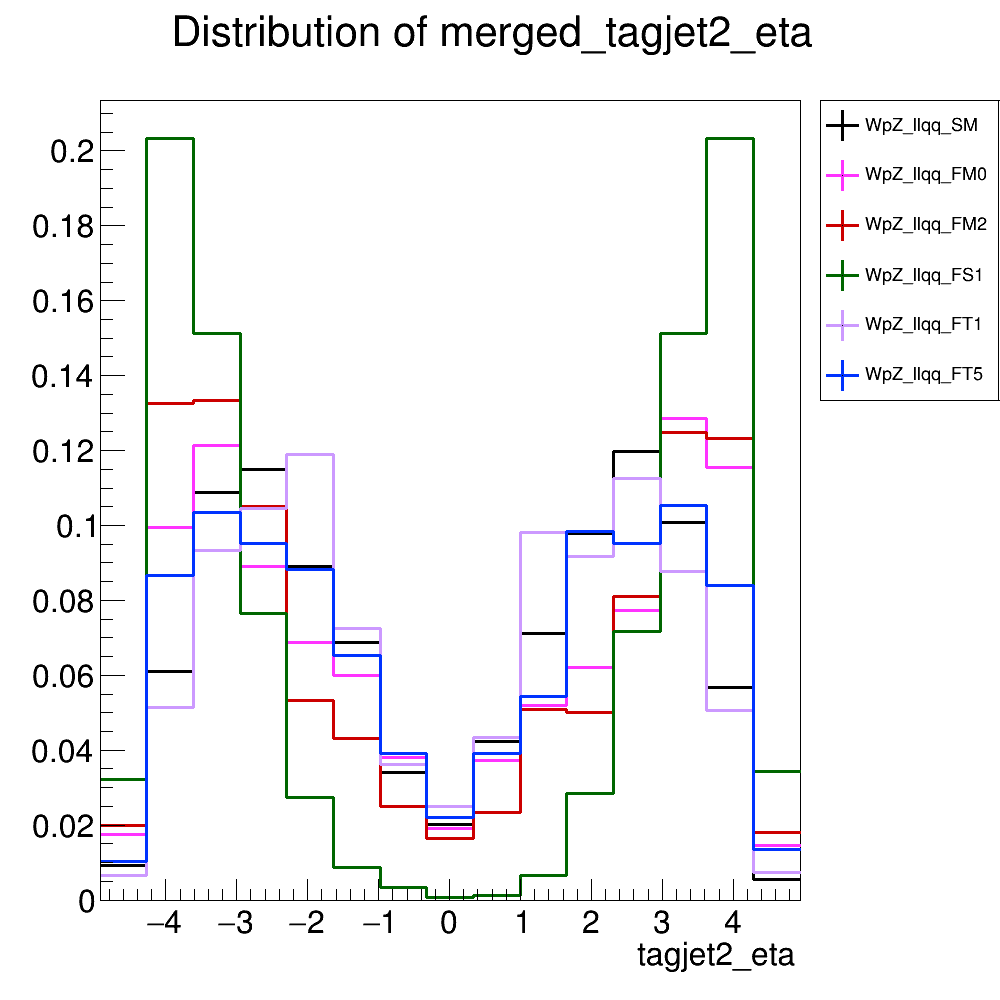 Distribution of merged_tagjet2_eta
WpZ_llqq_SM
WpZ_llqq_FM0
WpZ_llqq_FM2
WpZ_llqq_FS1
WpZ_llqq_FT1
WpZ_llqq_FT5
0.2
0.18
0.16
0.14
0.12
0.1
0.08
0.06
0.04
0.02
0
−4 −3 −2 −1 0 1 2 3 4
tagjet2_eta